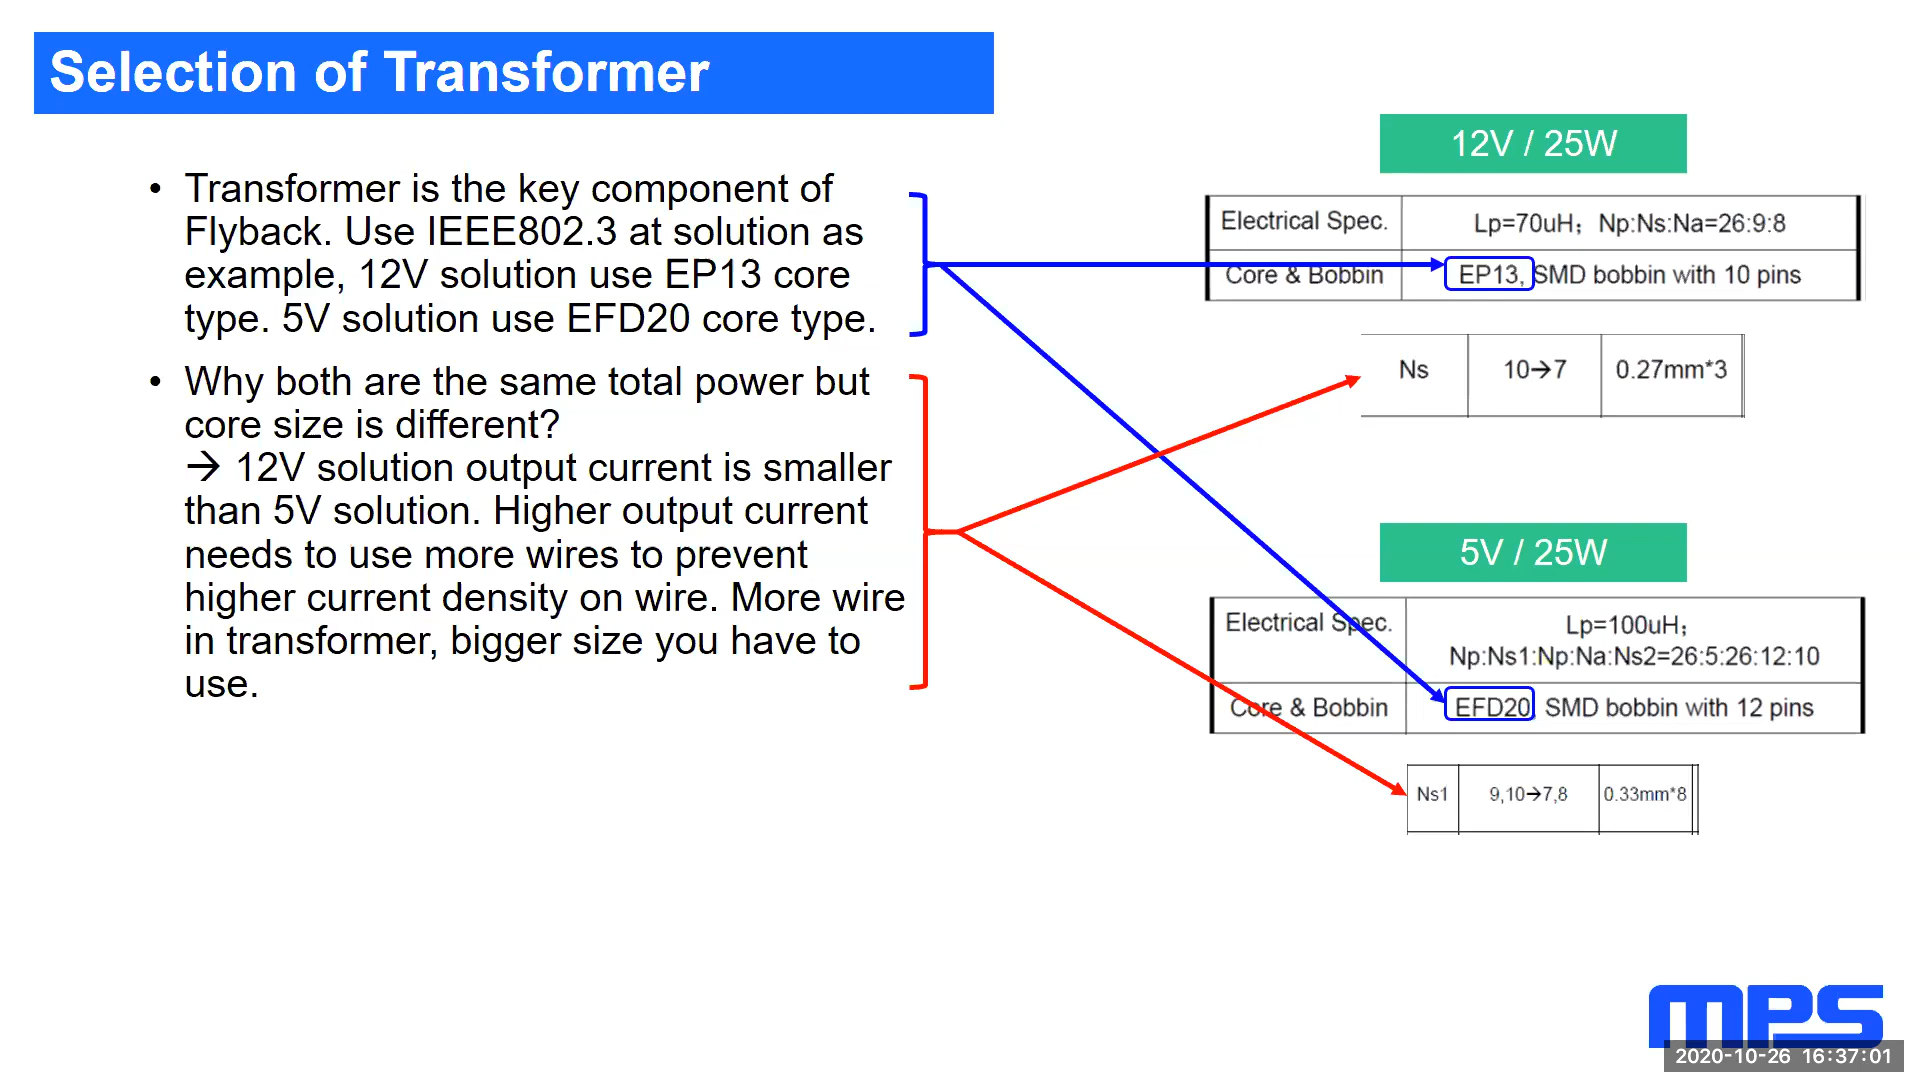 Selection of Transformer
• Transformer is the key component of
Flyback. Use IEEE802.3 at solution as
example, 12V solution use EP13 core
type. 5V solution use EFD20 core type.
• Why both are the same total power but
core size is different?
→ 12V solution output current is smaller
than 5V solution. Higher output current
needs to use more wires to prevent
higher current density on wire. More wire
in transformer, bigger size you have to
use.
12V / 25W
Electrical Spec. Lp=70uH; Np:Ns:Na=26:9:8
Core & Bobbin EP13, SMD bobbin with 10 pins
Ns 10→7 0.27mm*3
5V / 25W
Electrical Spec. Lp=100uH;
Np:Ns1:Np:Na:Ns2=26:5:26:12:10
Core & Bobbin EFD20, SMD bobbin with 12 pins
Ns1 9,10→7,8 0.33mm*8
mPS
2020-10-26 16:37:01